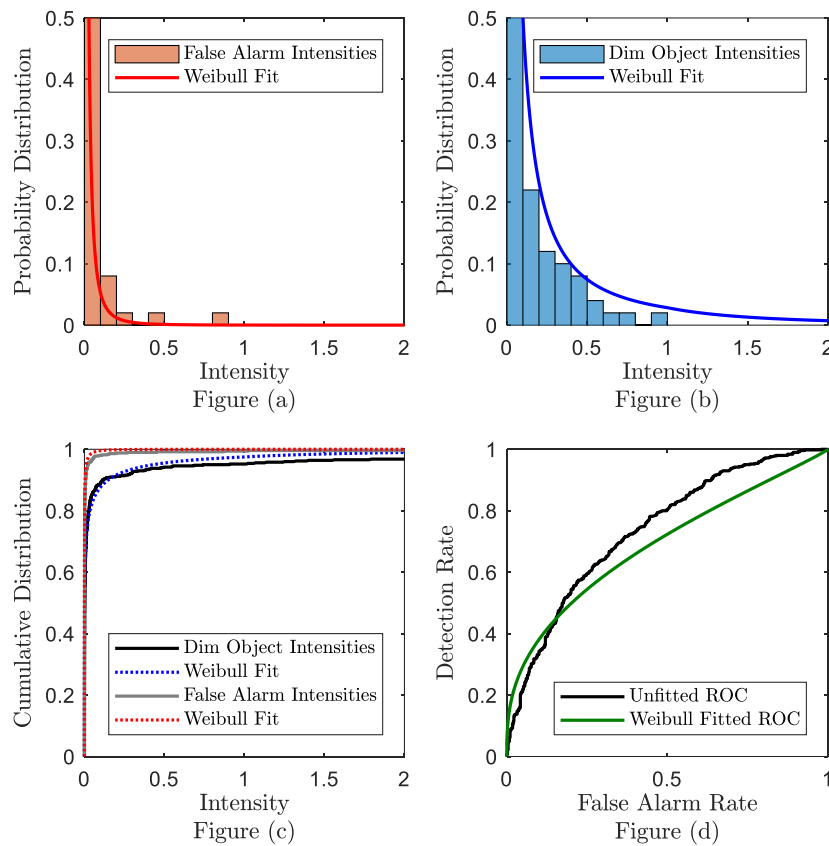 Probability Distribution
0.5
0.4
0.3
0.2
0.1
0
False Alarm Intensities
Weibull Fit
0 0.5 1 1.5 2
Intensity
Figure (a)
Probability Distribution
0.5
0.4
0.3
0.2
0.1
0
Dim Object Intensities
Weibull Fit
0 0.5 1 1.5 2
Intensity
Figure (b)
Cumulative Distribution
1
0.8
0.6
0.4
0.2
0
Dim Object Intensities
Weibull Fit
False Alarm Intensities
Weibull Fit
0 0.5 1 1.5 2
Intensity
Figure (c)
Detection Rate
1
0.8
0.6
0.4
0.2
0
Unfitted ROC
Weibull Fitted ROC
0 0.5 1
False Alarm Rate
Figure (d)